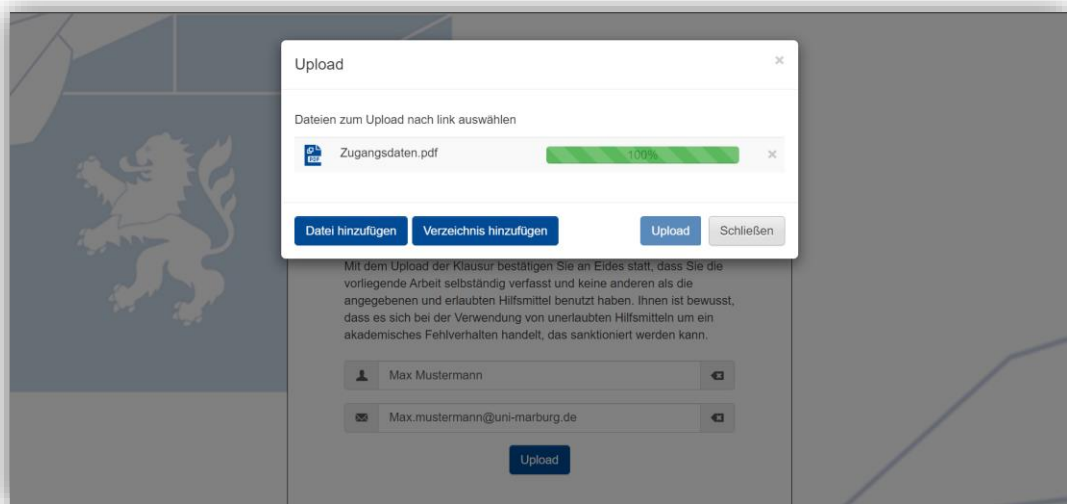 Upload
Dateien zum Upload nach link auswählen
PDF
Zugangsdaten.pdf
100%
Datei hinzufügen Verzeichnis hinzufügen Upload Schließen
Mit dem Upload der Klausur bestätigen Sie an Eides statt, dass Sie die
vorliegende Arbeit selbständig verfasst und keine anderen als die
angegebenen und erlaubten Hilfsmittel benutzt haben. Ihnen ist bewusst,
dass es sich bei der Verwendung von unerlaubten Hilfsmitteln um ein
akademisches Fehlverhalten handelt, das sanktioniert werden kann.
Max Mustermann
Max.mustermann@uni-marburg.de
Upload